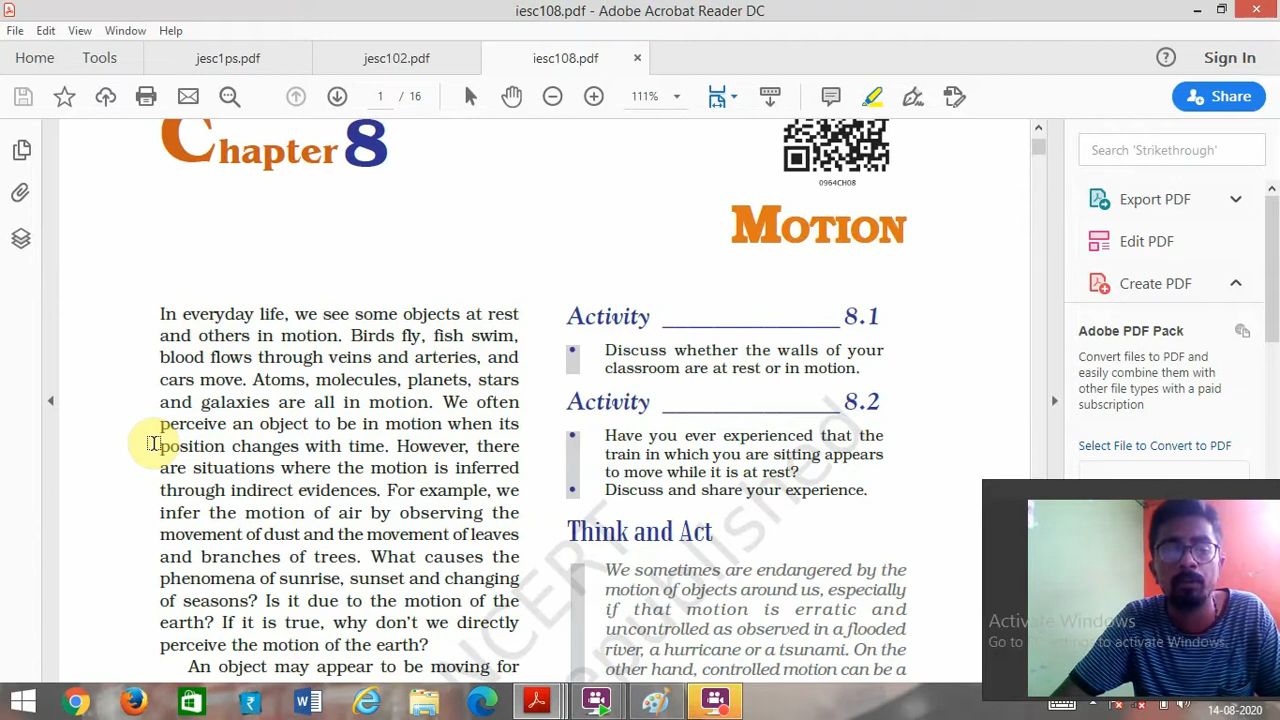 iesc108.pdf - Adobe Acrobat Reader DC
File Edit View Window Help
Home Tools jesc1ps.pdf jesc102.pdf iesc108.pdf × Sign In
1 / 16 111% Share
Chapter 8
0964CH08
MOTION
In everyday life, we see some objects at rest
and others in motion. Birds fly, fish swim,
blood flows through veins and arteries, and
cars move. Atoms, molecules, planets, stars
and galaxies are all in motion. We often
perceive an object to be in motion when its
position changes with time. However, there
are situations where the motion is inferred
through indirect evidences. For example, we
infer the motion of air by observing the
movement of dust and the movement of leaves
and branches of trees. What causes the
phenomena of sunrise, sunset and changing
of seasons? Is it due to the motion of the
earth? If it is true, why don't we directly
perceive the motion of the earth?
An object may appear to be moving for
Activity 8.1
• Discuss whether the walls of your
classroom are at rest or in motion.
Activity 8.2
• Have you ever experienced that the
train in which you are sitting appears
to move while it is at rest?
• Discuss and share your experience.
Think and Act
We sometimes are endangered by the
motion of objects around us, especially
if that motion is erratic and
uncontrolled as observed in a flooded
river, a hurricane or a tsunami. On the
other hand, controlled motion can be a
NCERT
republished
Search 'Strikethrough'
Export PDF
Edit PDF
Create PDF
Adobe PDF Pack
Convert files to PDF and
easily combine them with
other file types with a paid
subscription
Select File to Convert to PDF
Activate Windows
Go to settings to activate Windows.
14-08-2020